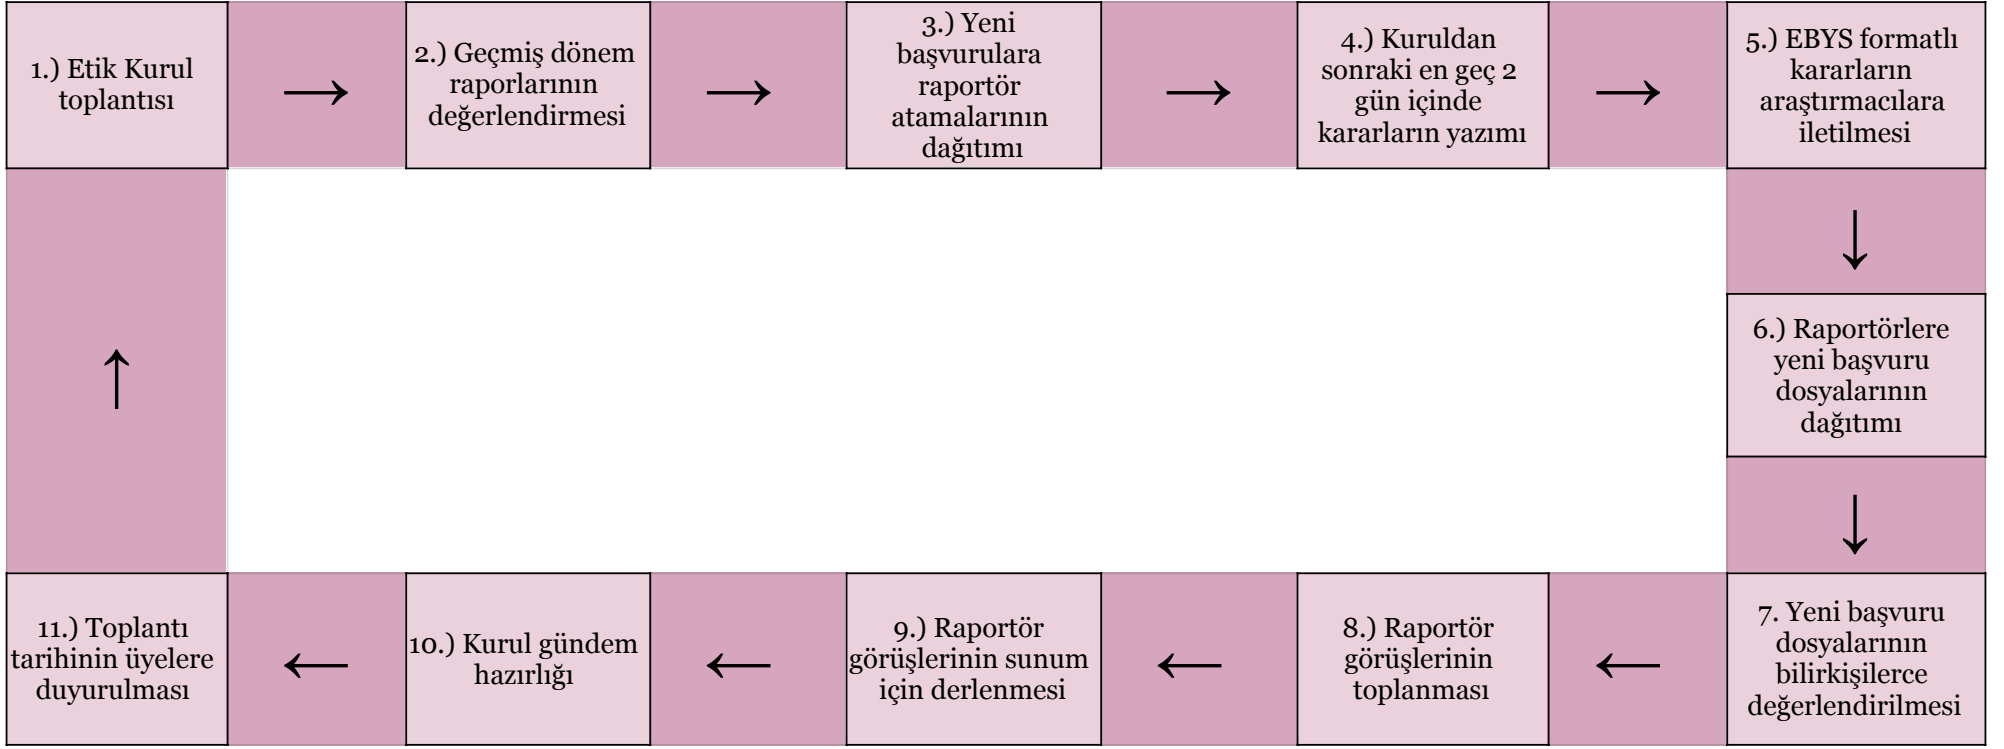 1.) Etik Kurul
toplantısı
→
2.) Geçmiş dönem
raporlarının
değerlendirmesi
→
3.) Yeni
başvurulara
raportör
atamalarının
dağıtımı
→
4.) Kuruldan
sonraki en geç 2
gün içinde
kararların yazımı
→
5.) EBYS formatlı
kararların
araştırmacılara
iletilmesi
↓
6.) Raportörlere
yeni başvuru
dosyalarının
dağıtımı
↓
7. Yeni başvuru
dosyalarının
bilirkişilerce
değerlendirilmesi
←
8.) Raportör
görüşlerinin
toplanması
←
9.) Raportör
görüşlerinin sunum
için derlenmesi
←
10.) Kurul gündem
hazırlığı
←
11.) Toplantı
tarihinin üyelere
duyurulması
↑